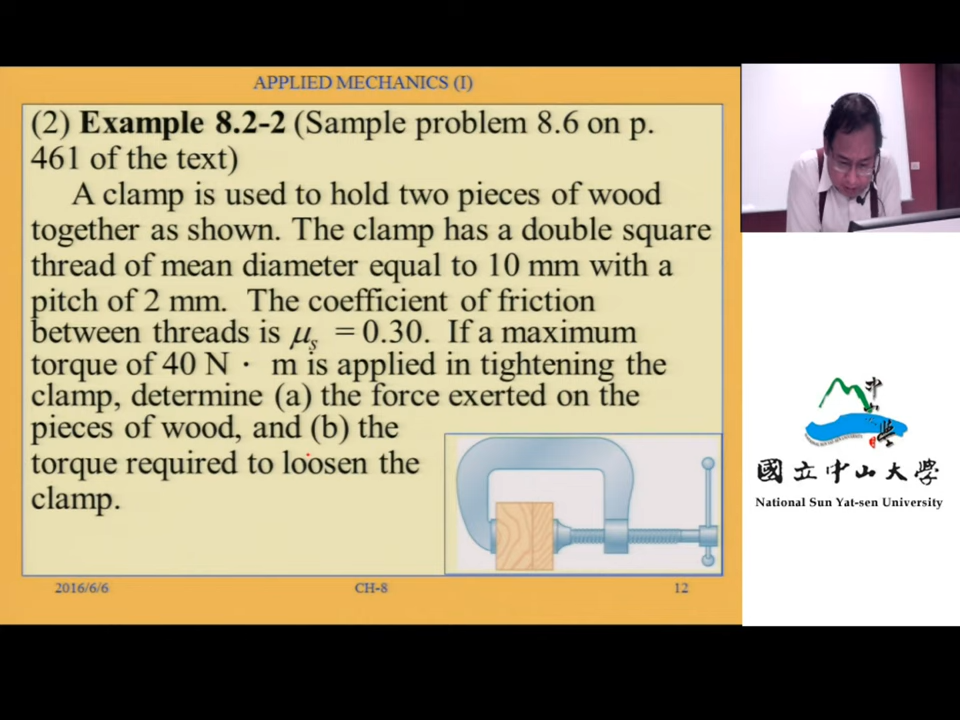 APPLIED MECHANICS (I)
(2) Example 8.2-2 (Sample problem 8.6 on p.
461 of the text)
A clamp is used to hold two pieces of wood
together as shown. The clamp has a double square
thread of mean diameter equal to 10 mm with a
pitch of 2 mm. The coefficient of friction
between threads is μs = 0.30. If a maximum
torque of 40 N · m is applied in tightening the
clamp, determine (a) the force exerted on the
pieces of wood, and (b) the
torque required to loosen the
clamp.
2016/6/6
CH-8
12
中山大學
國立中山大學
National Sun Yat-sen University